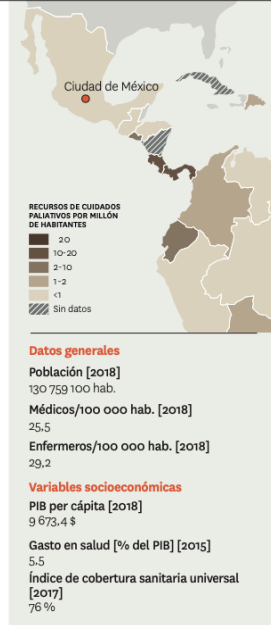 Ciudad de México
RECURSOS DE CUIDADOS
PALIATIVOS POR MILLÓN
DE HABITANTES
20
10-20
2-10
1-2
<1
Sin datos
Datos generales
Población [2018]
130 759 100 hab.
Médicos/100 000 hab. [2018]
25,5
Enfermeros/100 000 hab. [2018]
29,2
Variables socioeconómicas
PIB per cápita [2018]
9 673,4 $
Gasto en salud [% del PIB] [2015]
5,5
Índice de cobertura sanitaria universal
[2017]
76 %